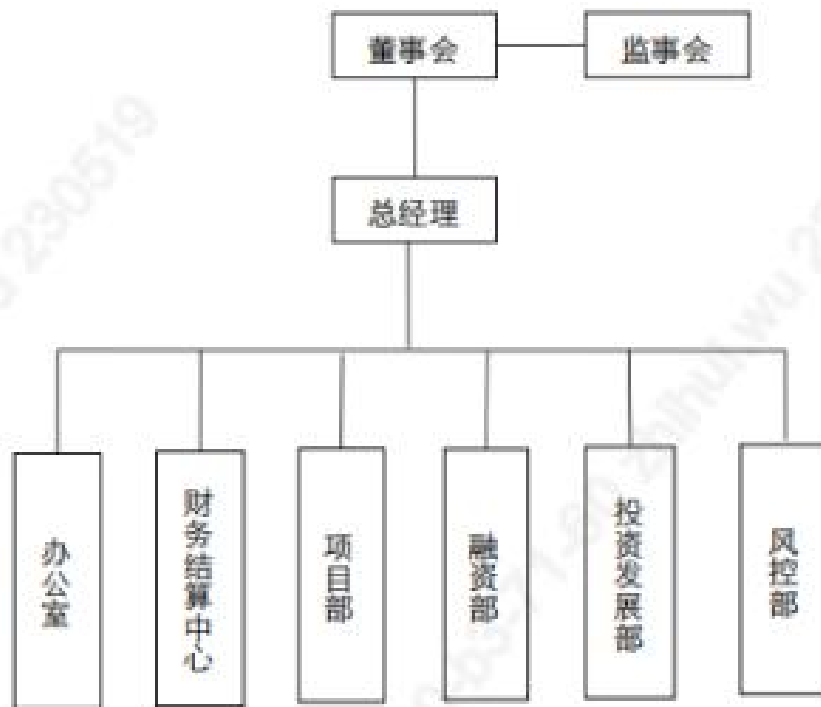 董事会
监事会
总经理
办公室
财务结算中心
项目部
融资部
投资发展部
风控部